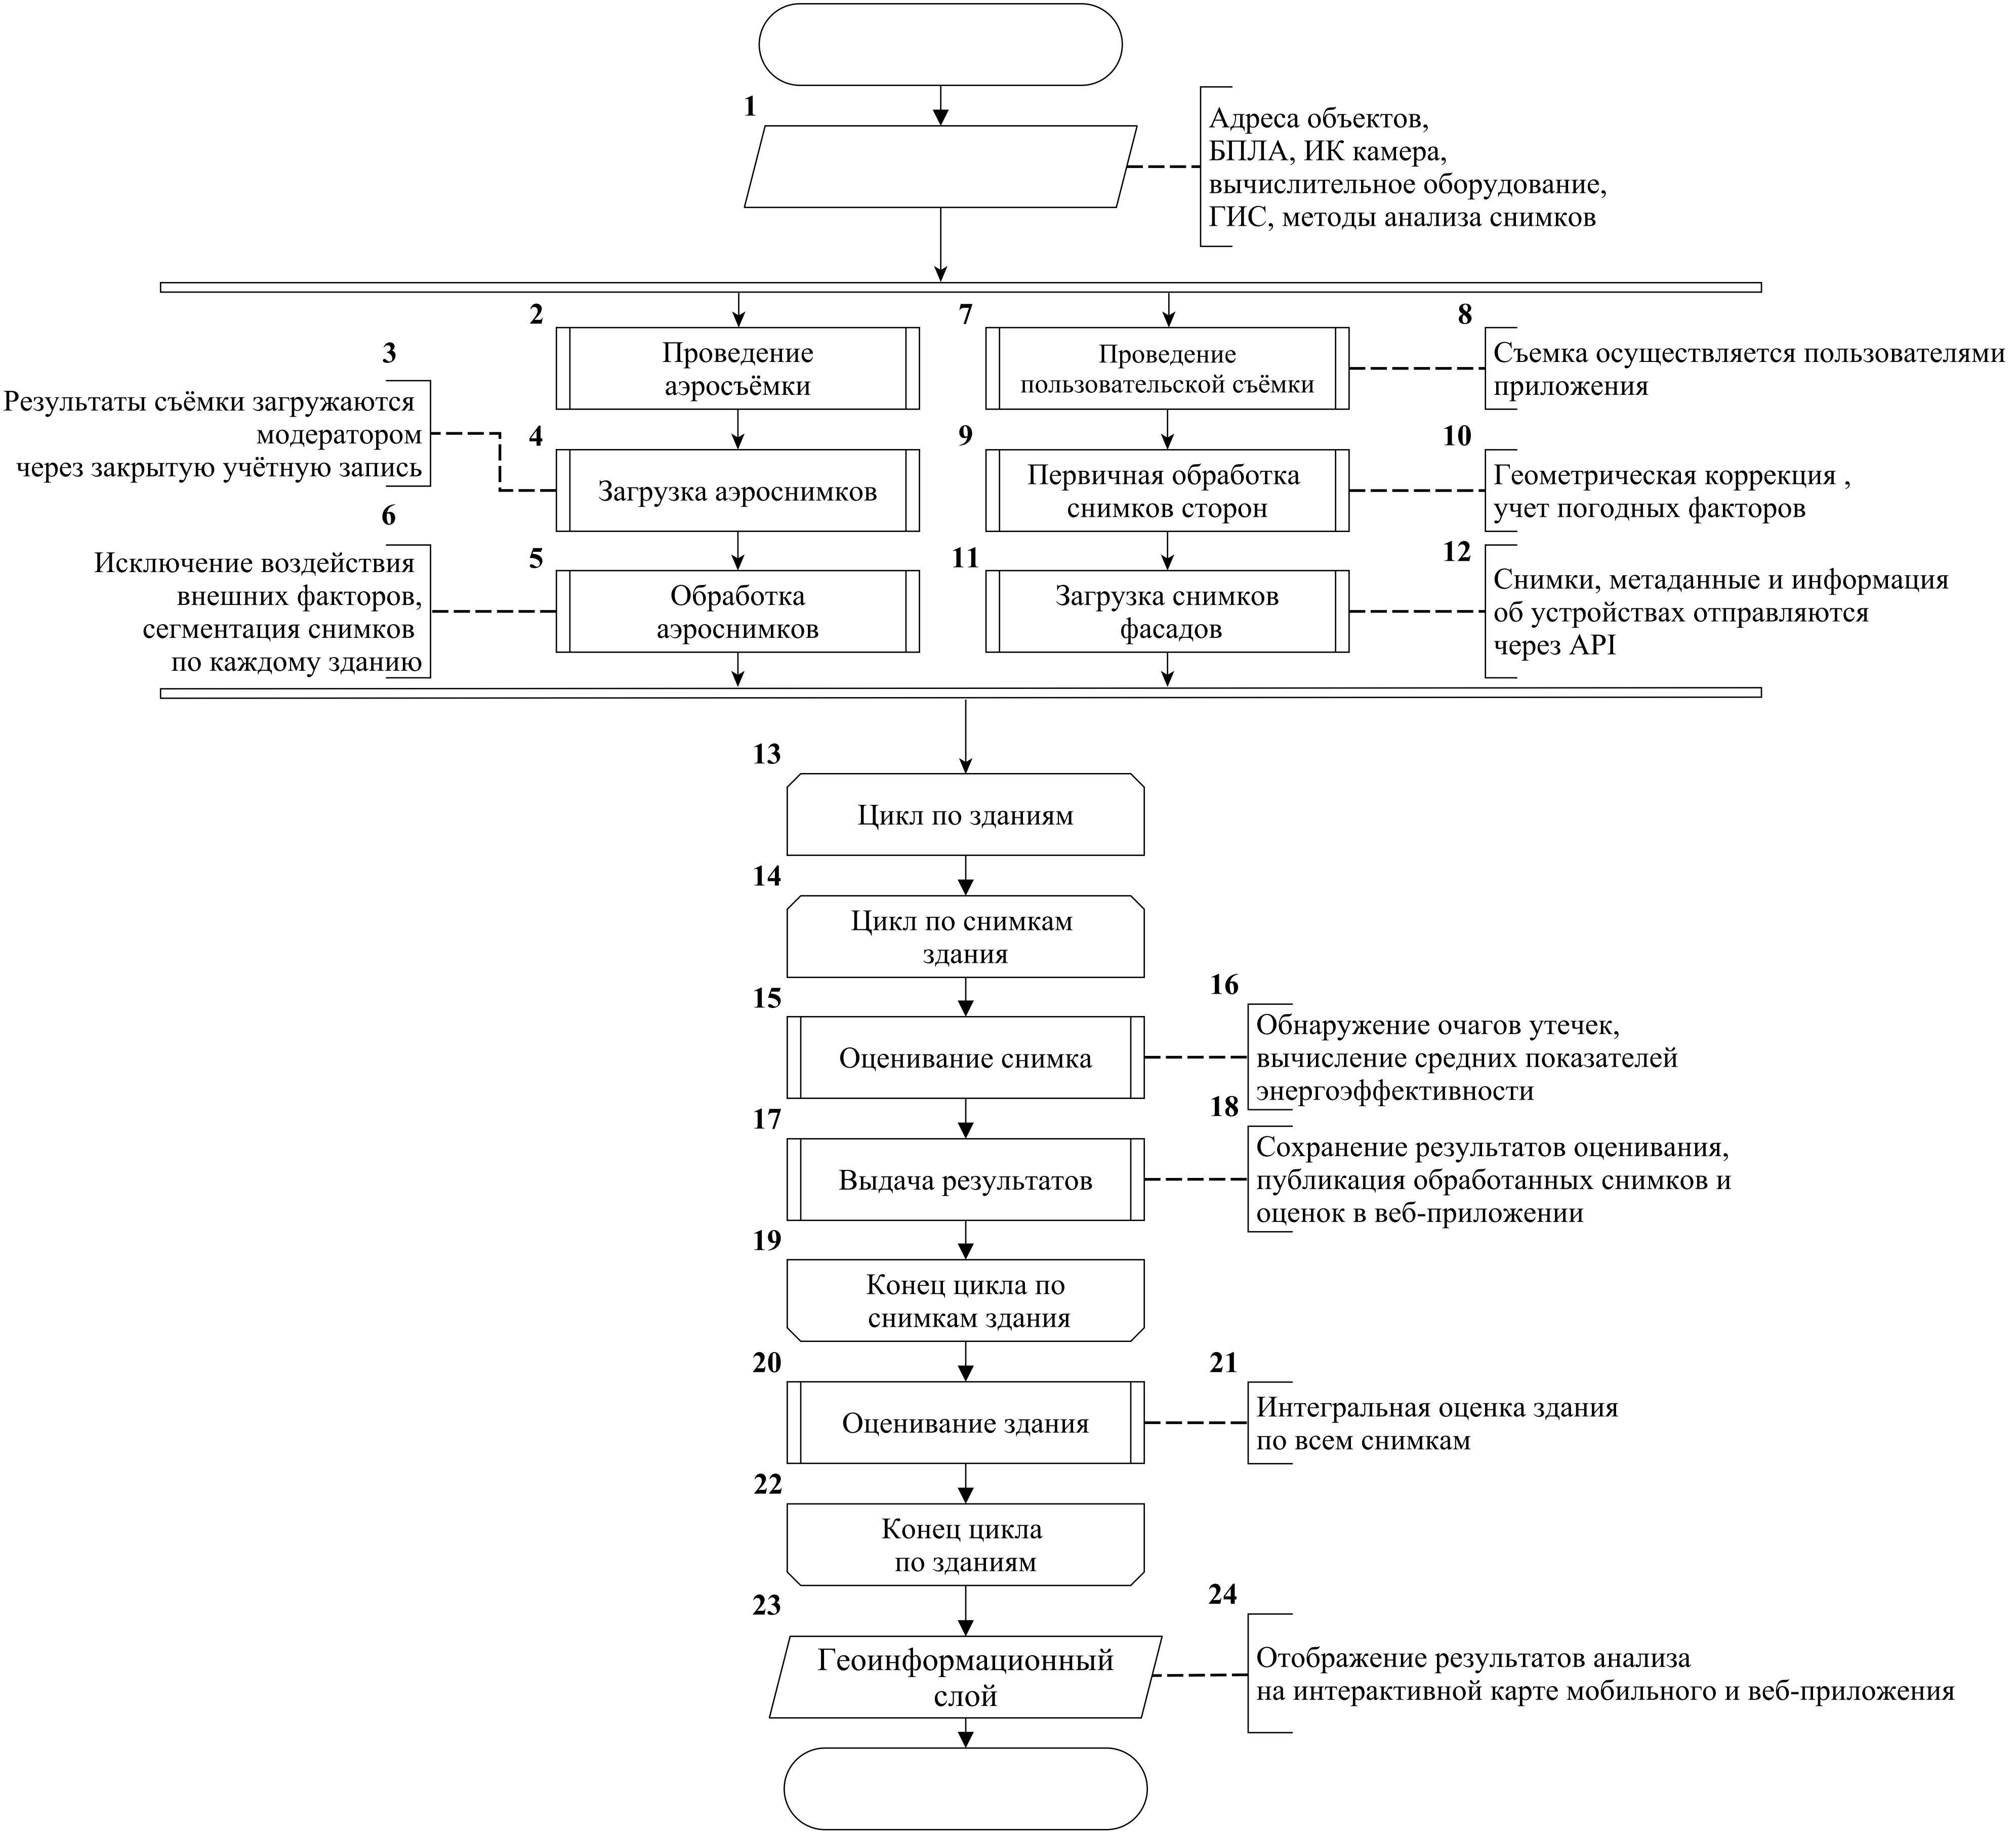 1
Адреса объектов,
БПЛА, ИК камера,
вычислительное оборудование,
ГИС, методы анализа снимков
2
Проведение
аэросъёмки
3
Результаты съёмки загружаются
модератором
через закрытую учётную запись
4
Загрузка аэроснимков
5
Обработка
аэроснимков
6
Исключение воздействия
внешних факторов,
сегментация снимков
по каждому зданию
7
Проведение
пользовательской съёмки
8
Съемка осуществляется пользователями
приложения
9
Первичная обработка
снимков сторон
10
Геометрическая коррекция ,
учет погодных факторов
11
Загрузка снимков
фасадов
12
Снимки, метаданные и информация
об устройствах отправляются
через API
13
Цикл по зданиям
14
Цикл по снимкам
здания
15
Оценивание снимка
16
Обнаружение очагов утечек,
вычисление средних показателей
энергоэффективности
17
Выдача результатов
18
Сохранение результатов оценивания,
публикация обработанных снимков и
оценок в веб-приложении
19
Конец цикла по
снимкам здания
20
Оценивание здания
21
Интегральная оценка здания
по всем снимкам
22
Конец цикла
по зданиям
23
Геоинформационный
слой
24
Отображение результатов анализа
на интерактивной карте мобильного и веб-приложения